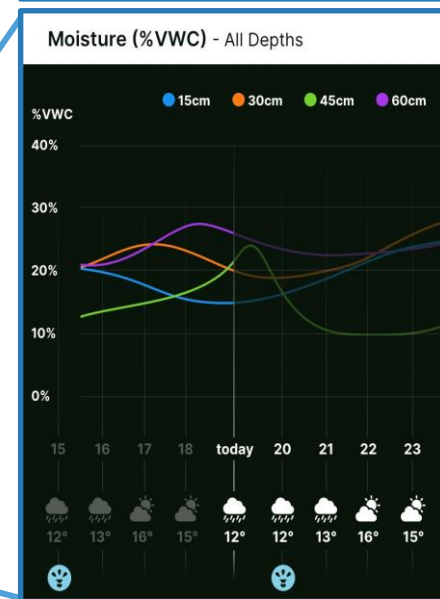 Moisture (%VWC) - All Depths
15cm 30cm 45cm 60cm
%VWC
40%
30%
20%
10%
0%
15 16 17 18 today 20 21 22 23
12° 13° 16° 15° 12° 12° 13° 16° 15°